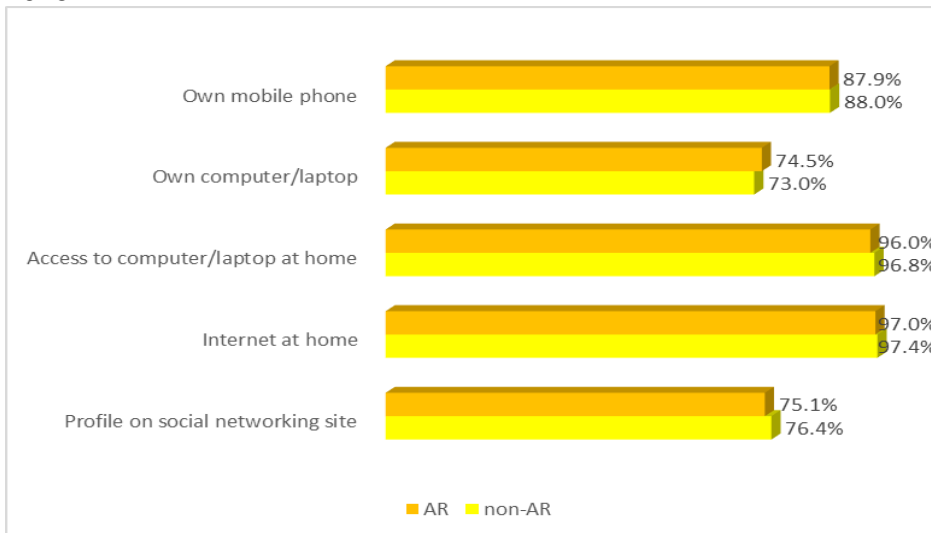 Own mobile phone
87.9%
88.0%
Own computer/laptop
74.5%
73.0%
Access to computer/laptop at home
96.0%
96.8%
Internet at home
97.0%
97.4%
Profile on social networking site
75.1%
76.4%
AR non-AR